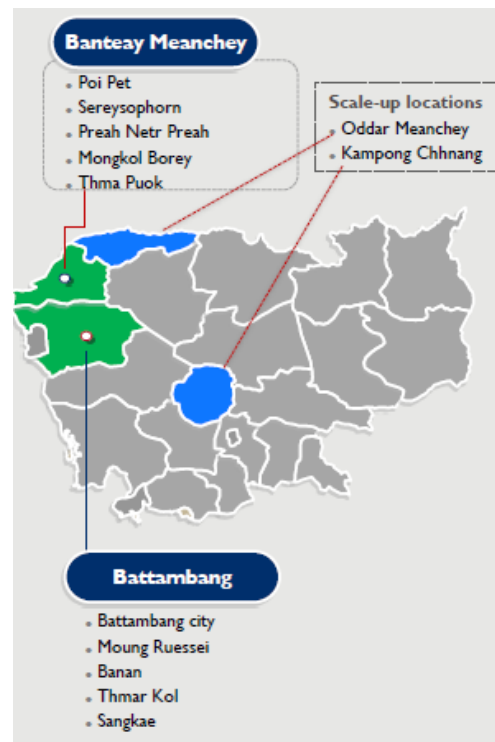 Banteay Meanchey
Poi Pet
Sereysophorn
Preah Netr Preah
Mongkol Borey
Thma Puok
Scale-up locations
Oddar Meanchey
Kampong Chhnang
Battambang
Battambang city
Moung Ruessei
Banan
Thmar Kol
Sangkae